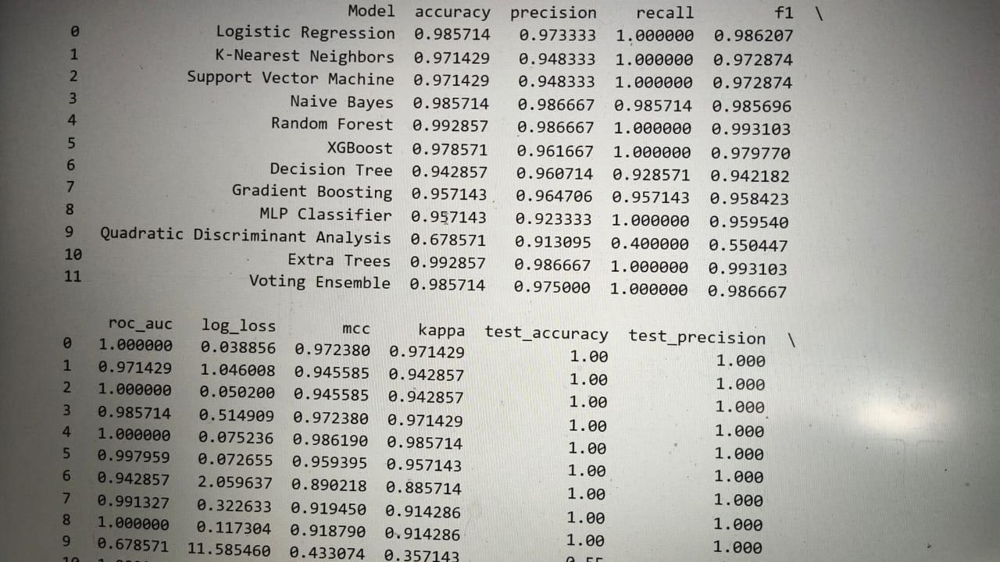 Model accuracy precision recall f1 \
0 Logistic Regression 0.985714 0.973333 1.000000 0.986207
1 K-Nearest Neighbors 0.971429 0.948333 1.000000 0.972874
2 Support Vector Machine 0.971429 0.948333 1.000000 0.972874
3 Naive Bayes 0.985714 0.986667 0.985714 0.985696
4 Random Forest 0.992857 0.986667 1.000000 0.993103
5 XGBoost 0.978571 0.961667 1.000000 0.979770
6 Decision Tree 0.942857 0.960714 0.928571 0.942182
7 Gradient Boosting 0.957143 0.964706 0.957143 0.958423
8 MLP Classifier 0.957143 0.923333 1.000000 0.959540
9 Quadratic Discriminant Analysis 0.678571 0.913095 0.400000 0.550447
10 Extra Trees 0.992857 0.986667 1.000000 0.993103
11 Voting Ensemble 0.985714 0.975000 1.000000 0.986667
roc_auc log_loss mcc kappa test_accuracy test_precision \
0 1.000000 0.038856 0.972380 0.971429 1.00 1.000
1 0.971429 1.046008 0.945585 0.942857 1.00 1.000
2 1.000000 0.050200 0.945585 0.942857 1.00 1.000
3 0.985714 0.514909 0.972380 0.971429 1.00 1.000
4 1.000000 0.075236 0.986190 0.985714 1.00 1.000
5 0.997959 0.072655 0.959395 0.957143 1.00 1.000
6 0.942857 2.059637 0.890218 0.885714 1.00 1.000
7 0.991327 0.322633 0.919450 0.914286 1.00 1.000
8 1.000000 0.117304 0.918790 0.914286 1.00 1.000
9 0.678571 11.585460 0.433074 0.357143